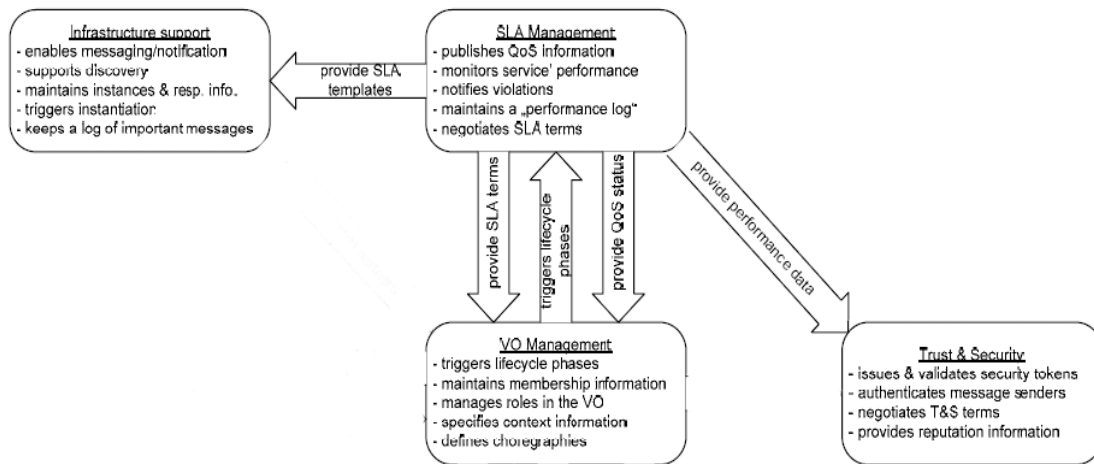 Infrastructure support
- enables messaging/notification
- supports discovery
- maintains instances & resp. info.
- triggers instantiation
- keeps a log of important messages
provide SLA
templates
SLA Management
- publishes QoS information
- monitors service' performance
- notifies violations
- maintains a „performance log“
- negotiates SLA terms
provide SLA terms
triggers lifecycle
phases
provide QoS status
provide performance data
VO Management
- triggers lifecycle phases
- maintains membership information
- manages roles in the VO
- specifies context information
- defines choregraphies
Trust & Security
- issues & validates security tokens
- authenticates message senders
- negotiates T&S terms
- provides reputation information